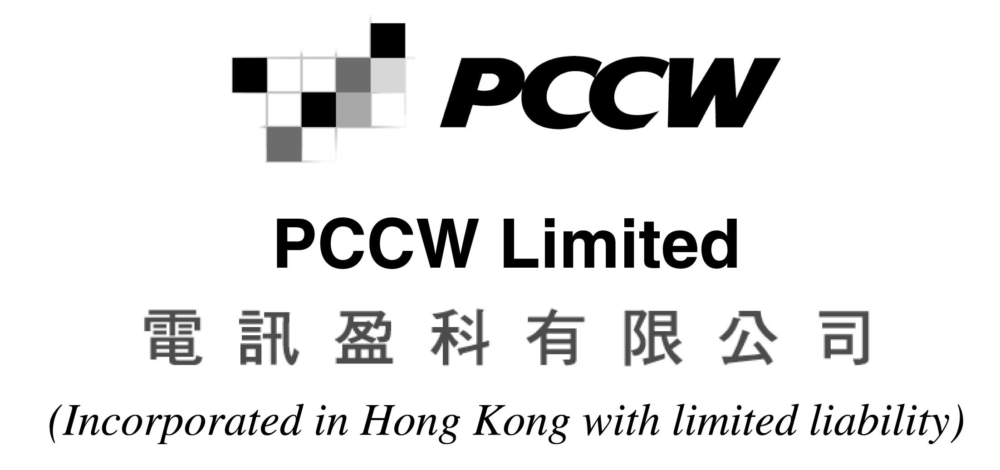 PCCW
PCCW Limited
電訊盈科有限公司
(Incorporated in Hong Kong with limited liability)